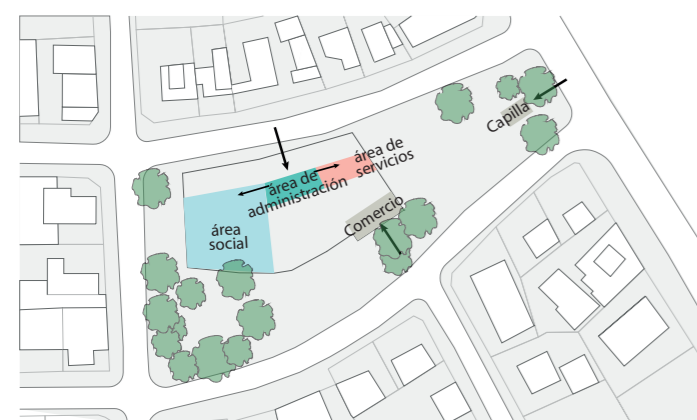 Capilla
área de
servicios
área de
administración
Comercio
área
social